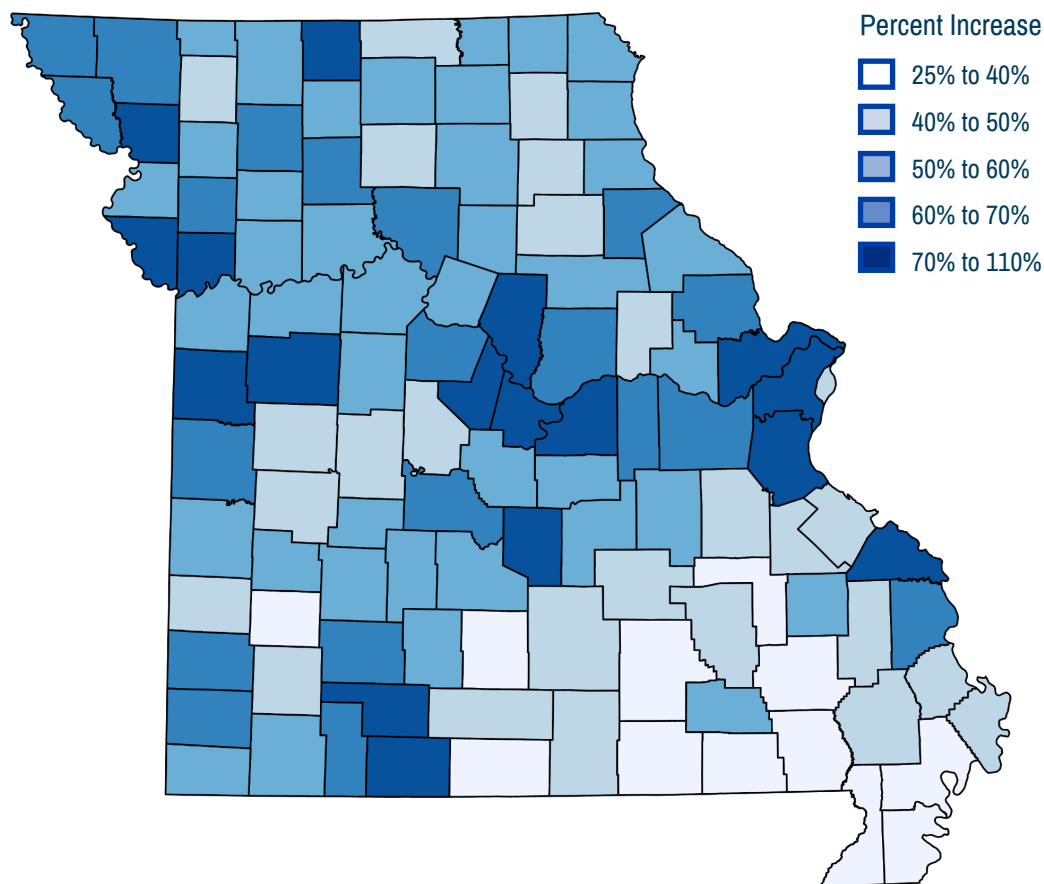 Percent Increase
25% to 40%
40% to 50%
50% to 60%
60% to 70%
70% to 110%